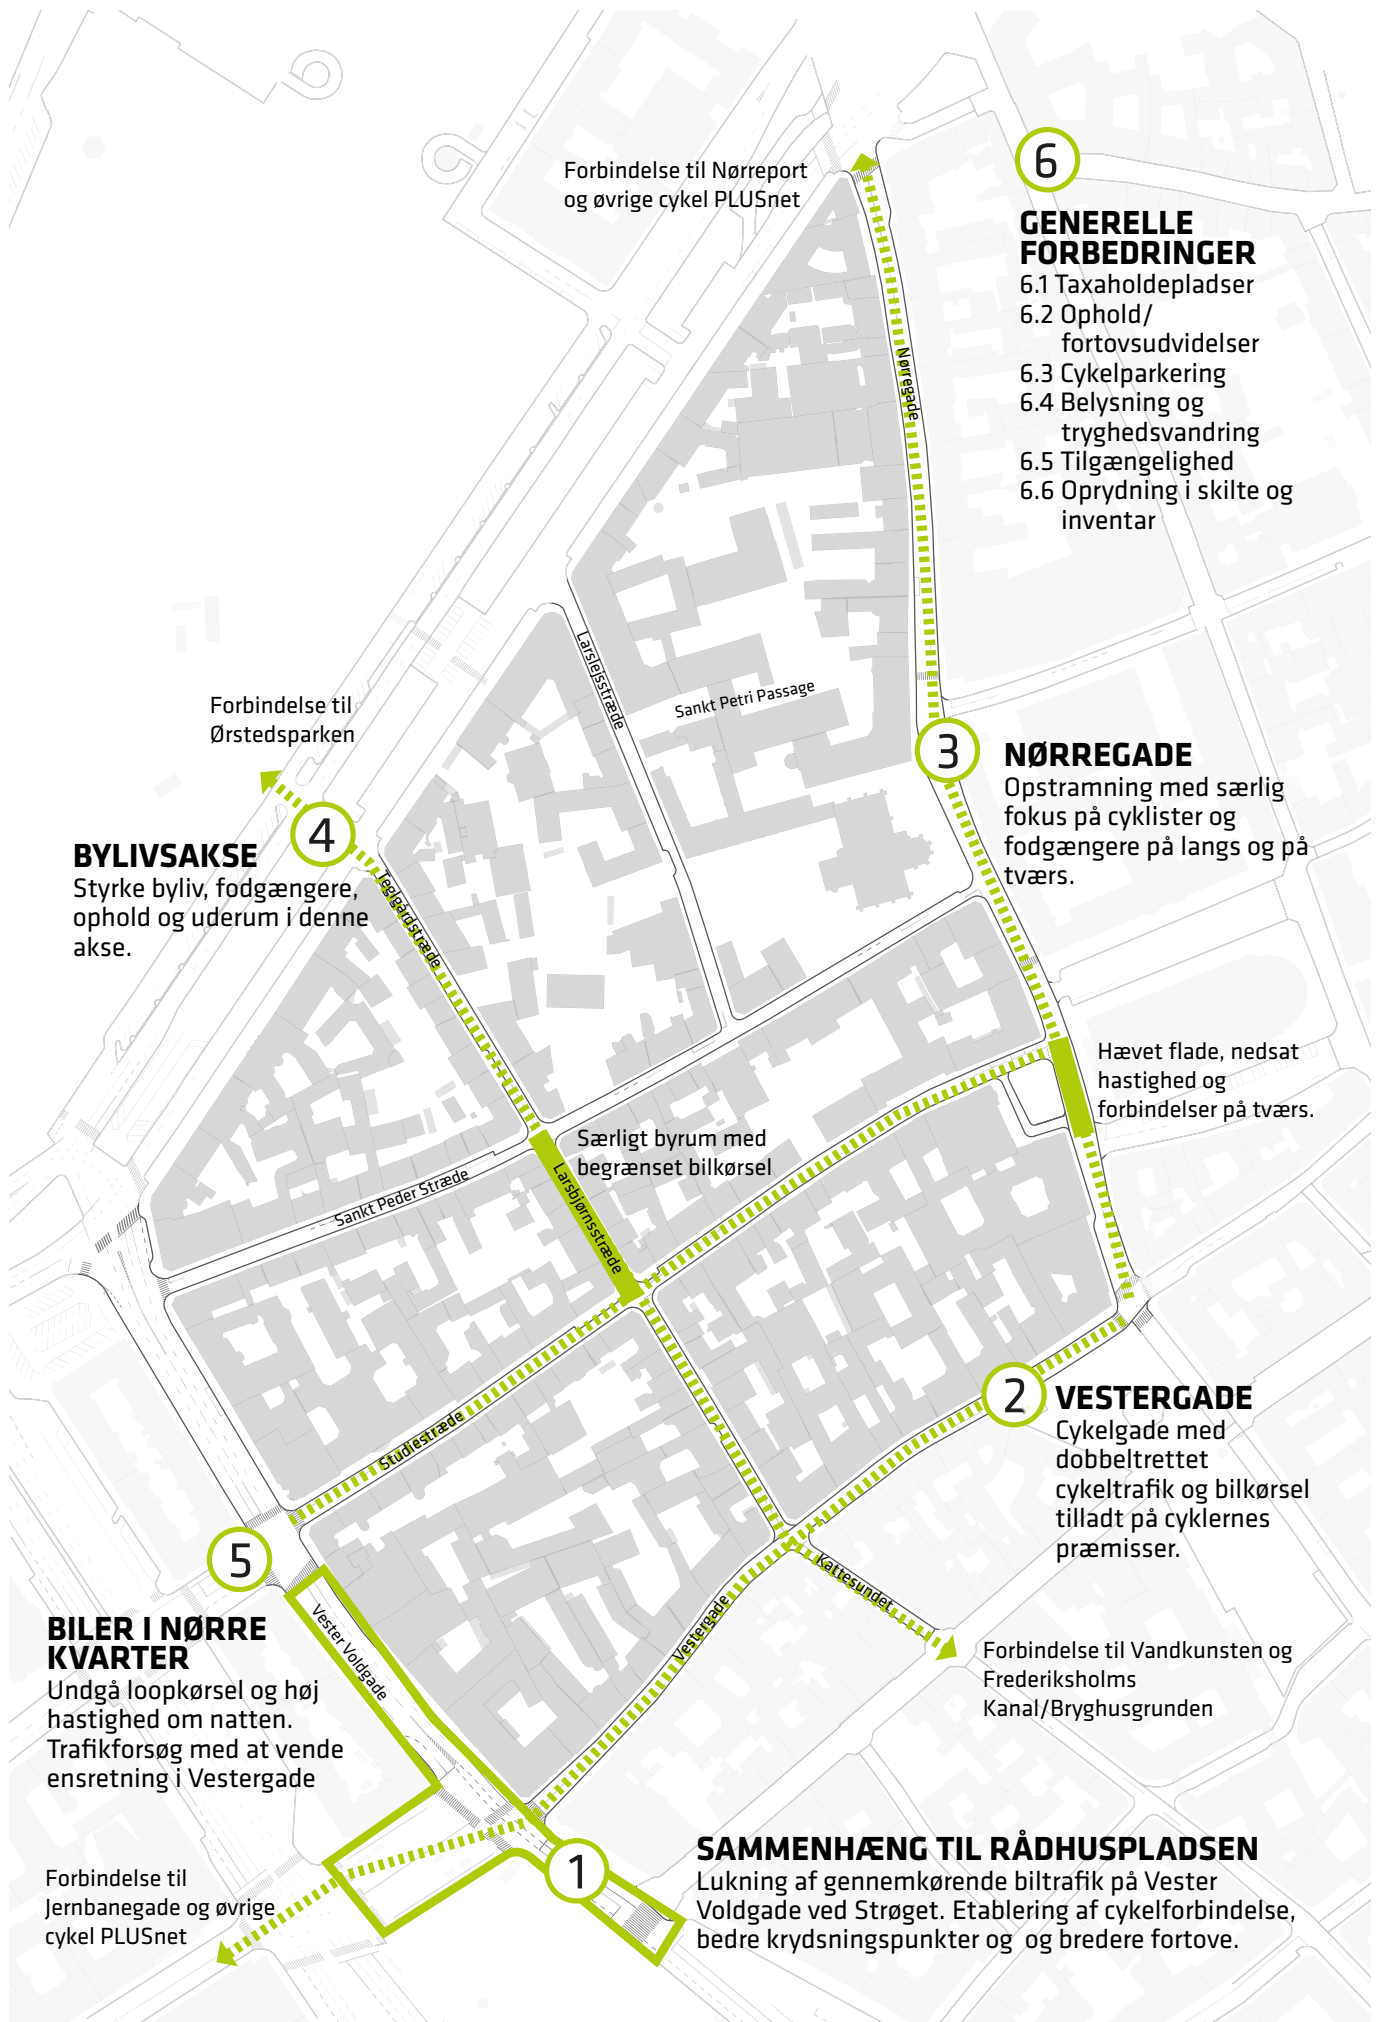 Forbindelse til Nørreport
og øvrige cykel PLUSnet
6
GENERELLE
FORBEDRINGER
6.1 Taxaholdepladser
6.2 Ophold/
fortovsudvidelser
6.3 Cykelparkering
6.4 Belysning og
tryghedsvandring
6.5 Tilgængelighed
6.6 Oprydning i skilte og
inventar
Nørregade
Larslejsstræde
Sankt Petri Passage
Forbindelse til
Ørstedsparken
3
NØRREGADE
Opstramning med særlig
fokus på cyklister og
fodgængere på langs og på
tværs.
4
BYLIVSAKSE
Styrke byliv, fodgængere,
ophold og uderum i denne
akse.
Teglgårdstræde
Hævet flade, nedsat
hastighed og
forbindelser på tværs.
Særligt byrum med
begrænset bilkørsel
Sankt Peder Stræde
Larsbjørnsstræde
2
VESTERGADE
Cykelgade med
dobbeltrettet
cykeltrafik og bilkørsel
tilladt på cyklernes
præmisser.
Studiestræde
5
BILER I NØRRE
KVARTER
Undgå loopkørsel og høj
hastighed om natten.
Trafikforsøg med at vende
ensretning i Vestergade
Vester Voldgade
Vestergade
Kattesundet
Forbindelse til Vandkunsten og
Frederiksholms
Kanal/Bryghusgrunden
1
SAMMENHÆNG TIL RÅDHUSPLADSEN
Lukning af gennemkørende biltrafik på Vester
Voldgade ved Strøget. Etablering af cykelforbindelse,
bedre krydsningspunkter og  og bredere fortove.
Forbindelse til
Jernbanegade og øvrige
cykel PLUSnet